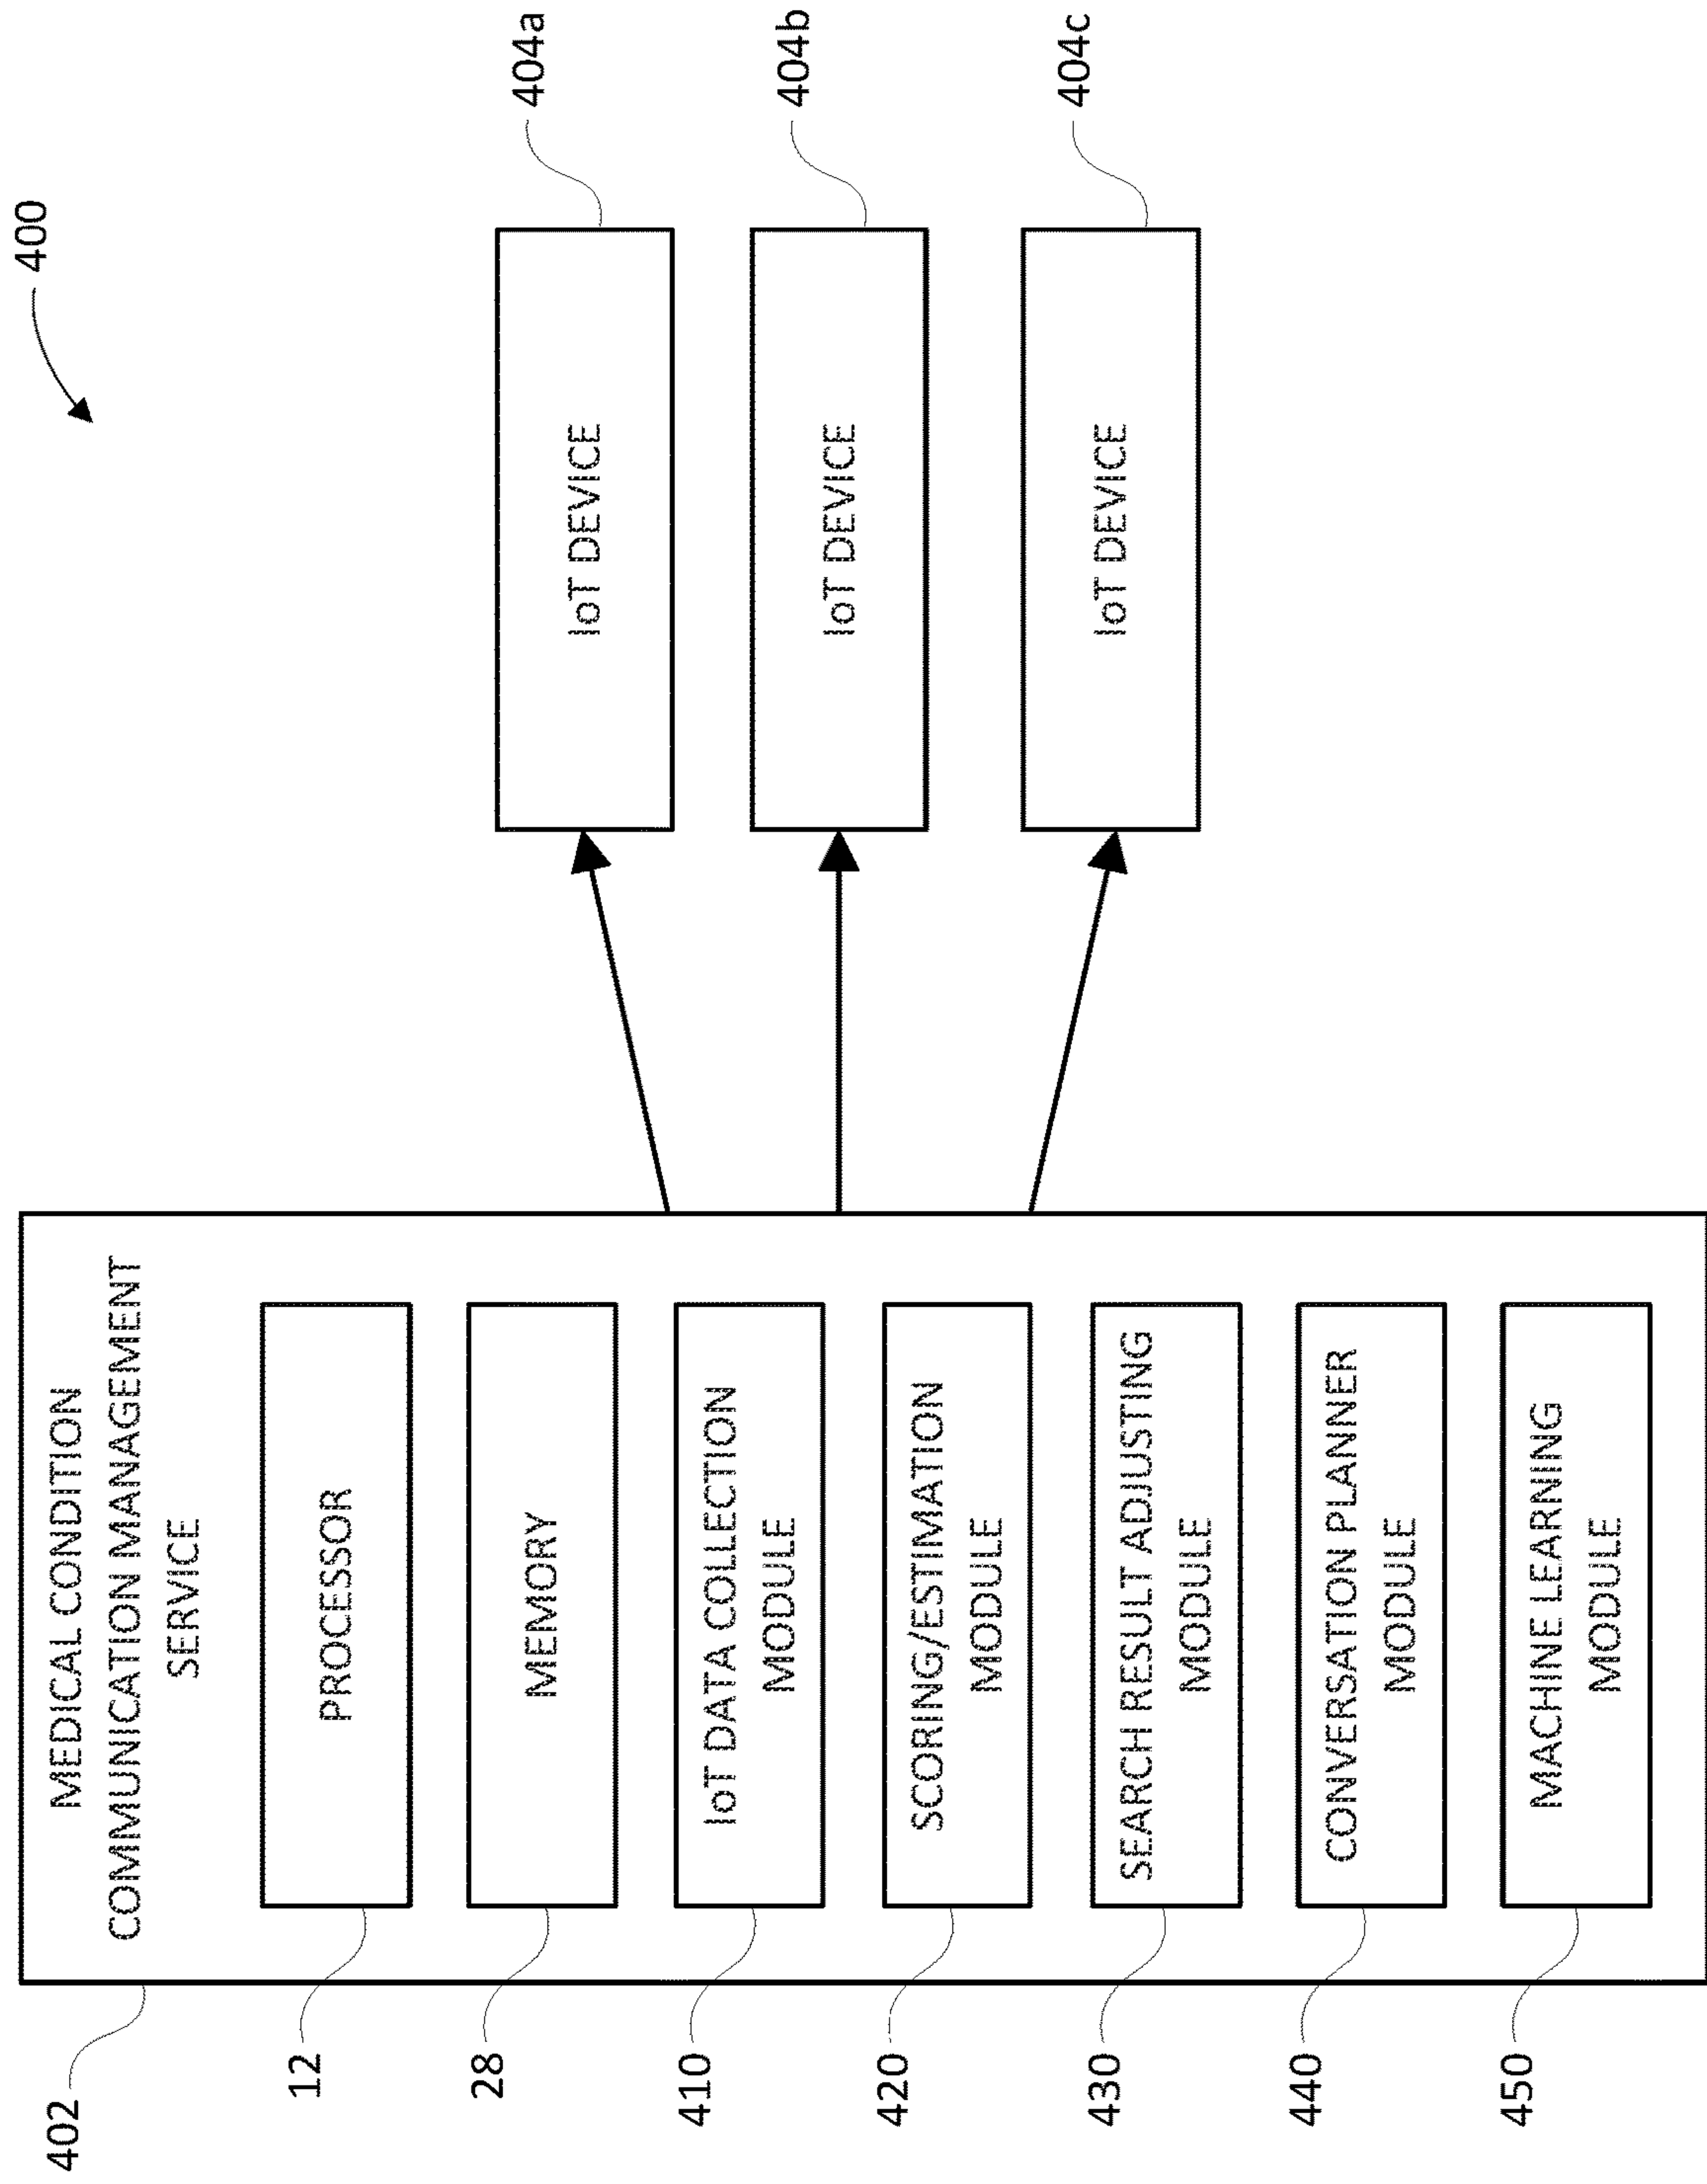 400
402
MEDICAL CONDITION
COMMUNICATION MANAGEMENT
SERVICE
12
PROCESSOR
28
MEMORY
410
IoT DATA COLLECTION
MODULE
420
SCORING/ESTIMATION
MODULE
430
SEARCH RESULT ADJUSTING
MODULE
440
CONVERSATION PLANNER
MODULE
450
MACHINE LEARNING
MODULE
IoT DEVICE
404a
IoT DEVICE
404b
IoT DEVICE
404c